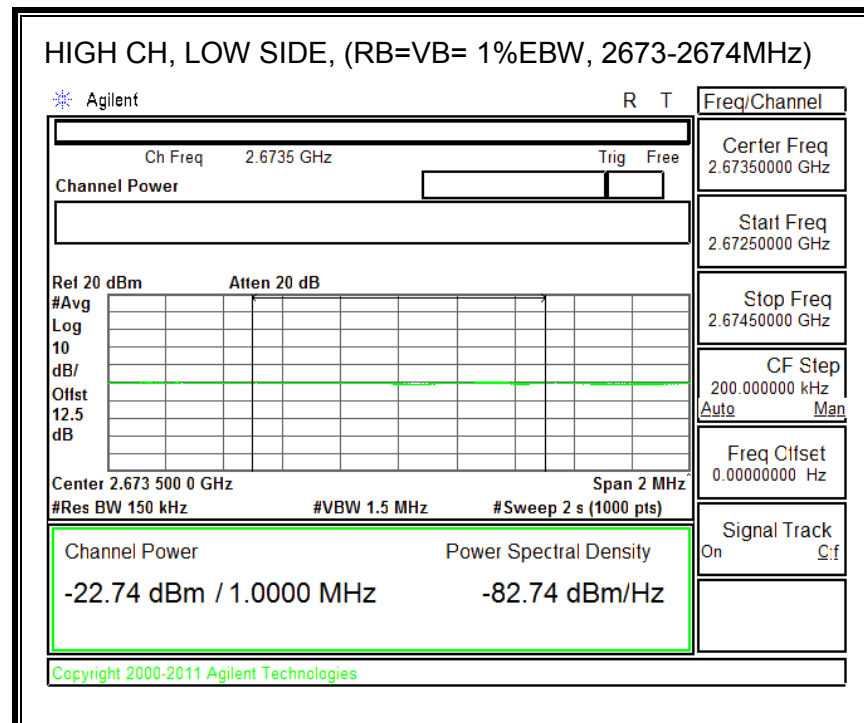 HIGH CH, LOW SIDE, (RB=VB= 1%EBW, 2673-2674MHz)
Agilent R T
Freq/Channel
Ch Freq 2.6735 GHz Trig Free
Channel Power
Center Freq
2.67350000 GHz
Start Freq
2.67250000 GHz
Stop Freq
2.67450000 GHz
CF Step
200.000000 kHz
Auto Man
Freq Offset
0.00000000 Hz
Signal Track
On Off
Ref 20 dBm Atten 20 dB
#Avg
Log
10
dB/
Offst
12.5
dB
Center 2.673 500 0 GHz Span 2 MHz^
#Res BW 150 kHz #VBW 1.5 MHz #Sweep 2 s (1000 pts)
Channel Power Power Spectral Density
-22.74 dBm / 1.0000 MHz -82.74 dBm/Hz
Copyright 2000-2011 Agilent Technologies